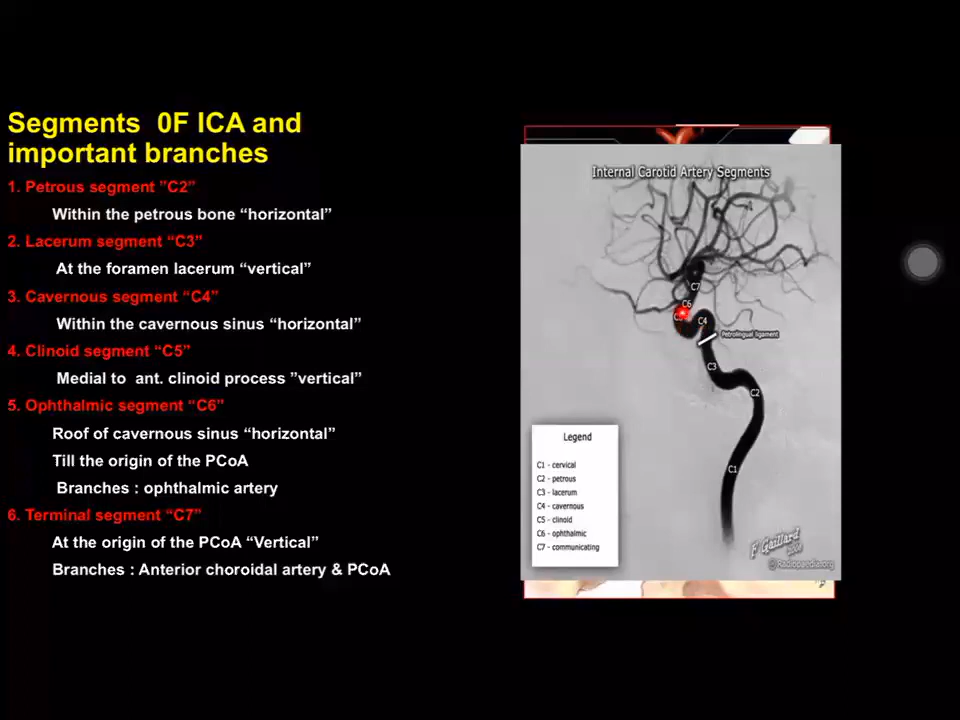 Segments 0F ICA and
important branches
1. Petrous segment ”C2”
Within the petrous bone “horizontal”
2. Lacerum segment “C3”
At the foramen lacerum “vertical”
3. Cavernous segment “C4”
Within the cavernous sinus “horizontal”
4. Clinoid segment “C5”
Medial to ant. clinoid process ”vertical”
5. Ophthalmic segment “C6”
Roof of cavernous sinus “horizontal”
Till the origin of the PCoA
Branches : ophthalmic artery
6. Terminal segment “C7”
At the origin of the PCoA “Vertical”
Branches : Anterior choroidal artery & PCoA
Internal Carotid Artery Segments
C7
C6
C4
Petrolingual ligament
C3
C2
C1
Legend
C1 - cervical
C2 - petrous
C3 - lacerum
C4 - cavernous
C5 - clinoid
C6 - ophthalmic
C7 - communicating
F Gaillard
@ Radiopaedia.org